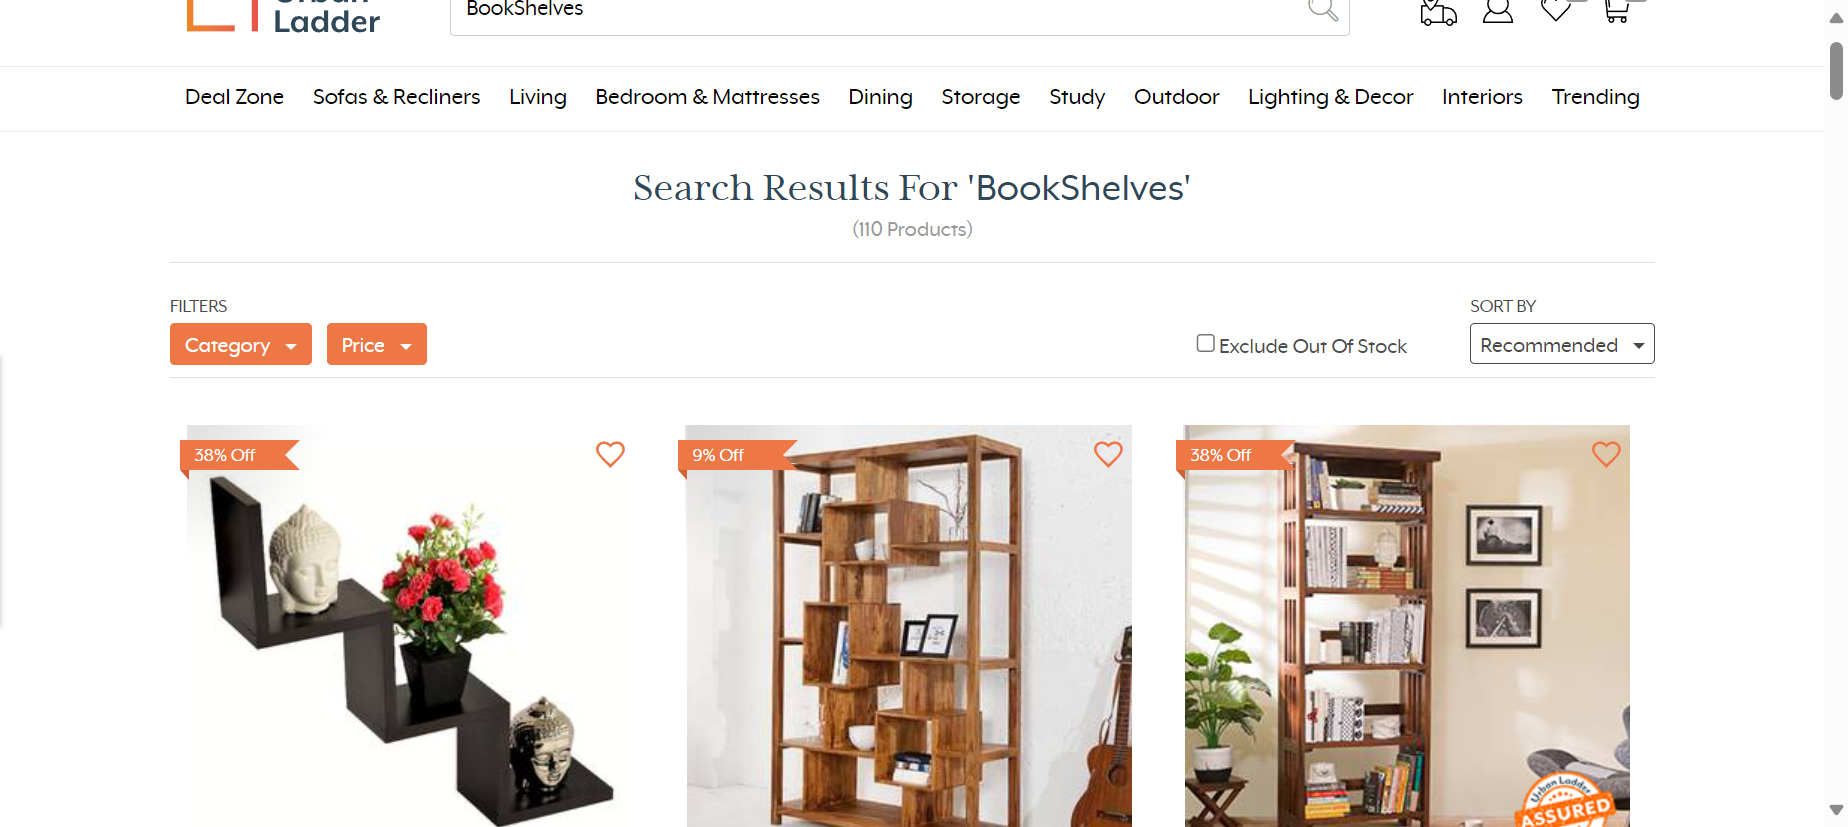 Urban
Ladder
BookShelves
Deal Zone Sofas & Recliners Living Bedroom & Mattresses Dining Storage Study Outdoor Lighting & Decor Interiors Trending
Search Results For 'BookShelves'
(110 Products)
FILTERS
SORT BY
Category
Price
Exclude Out Of Stock
Recommended
38% Off
9% Off
38% Off
Urban Ladder
ASSURED